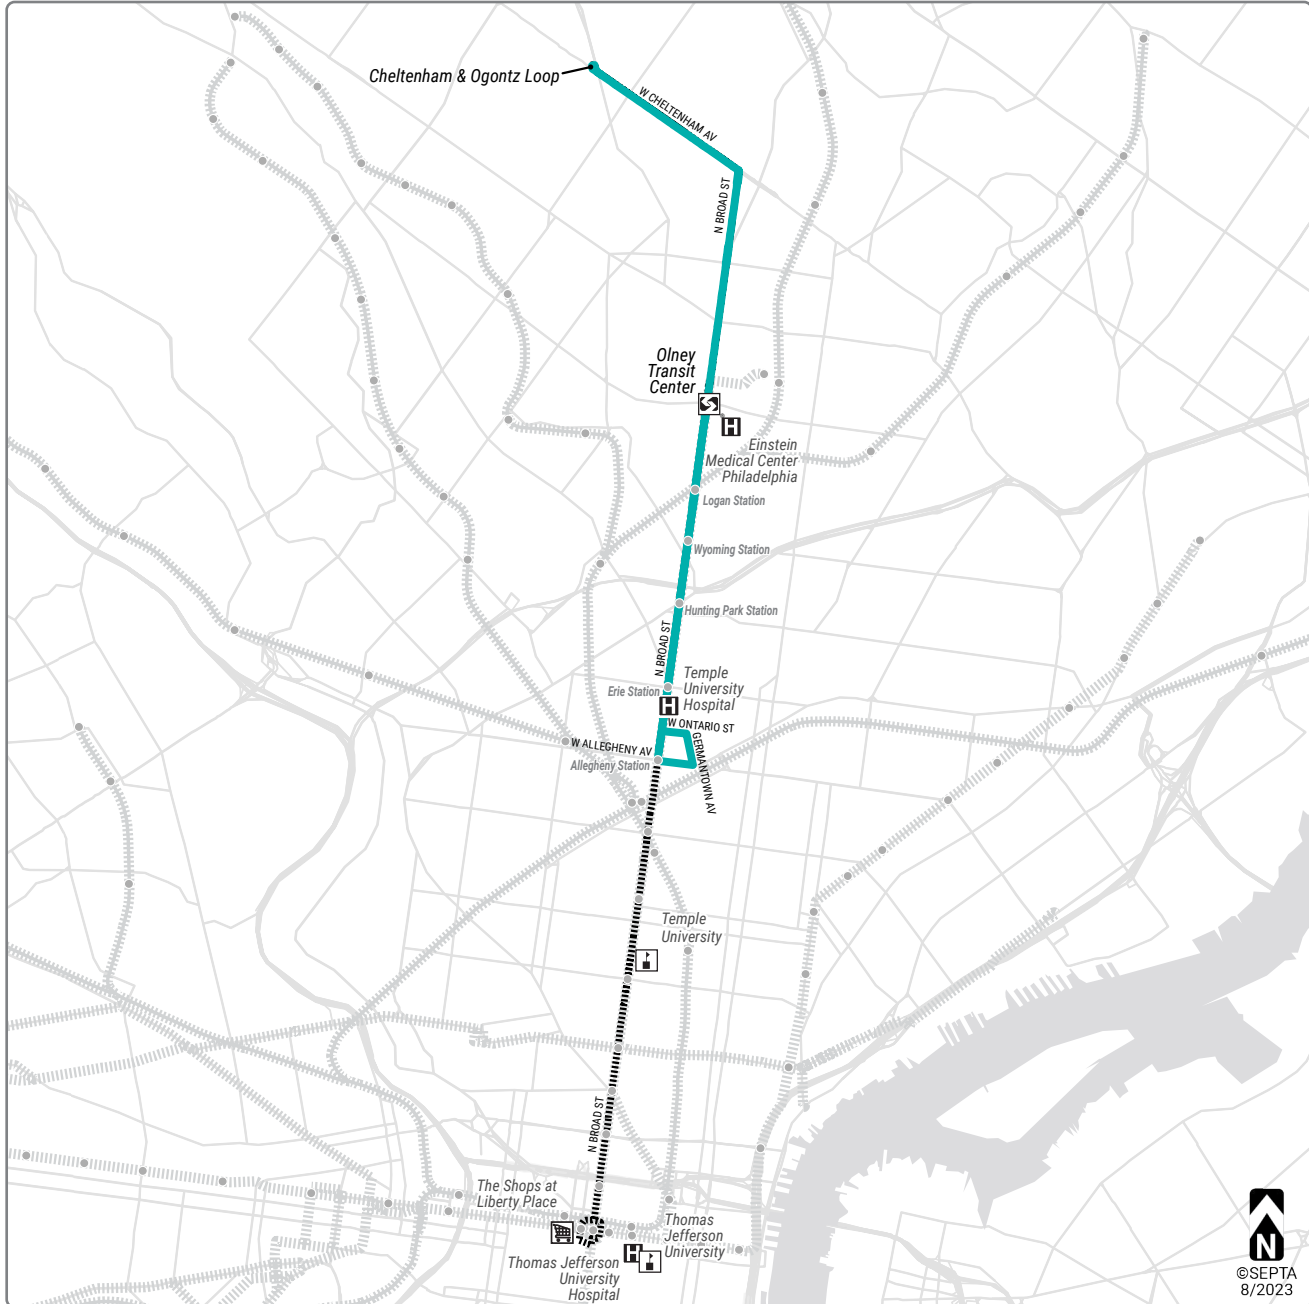 Cheltenham & Ogontz Loop
W CHELTENHAM AV
N BROAD ST
Olney
Transit
Center
H
Einstein
Medical Center
Philadelphia
Logan Station
Wyoming Station
Hunting Park Station
N BROAD ST
Temple
University
Hospital
Erie Station
H
W ONTARIO ST
GERMANTOWN AV
W ALLEGHENY AV
Allegheny Station
Temple
University
N BROAD ST
The Shops at
Liberty Place
Thomas
Jefferson
University
H
Thomas Jefferson
University
Hospital
N
©SEPTA
8/2023